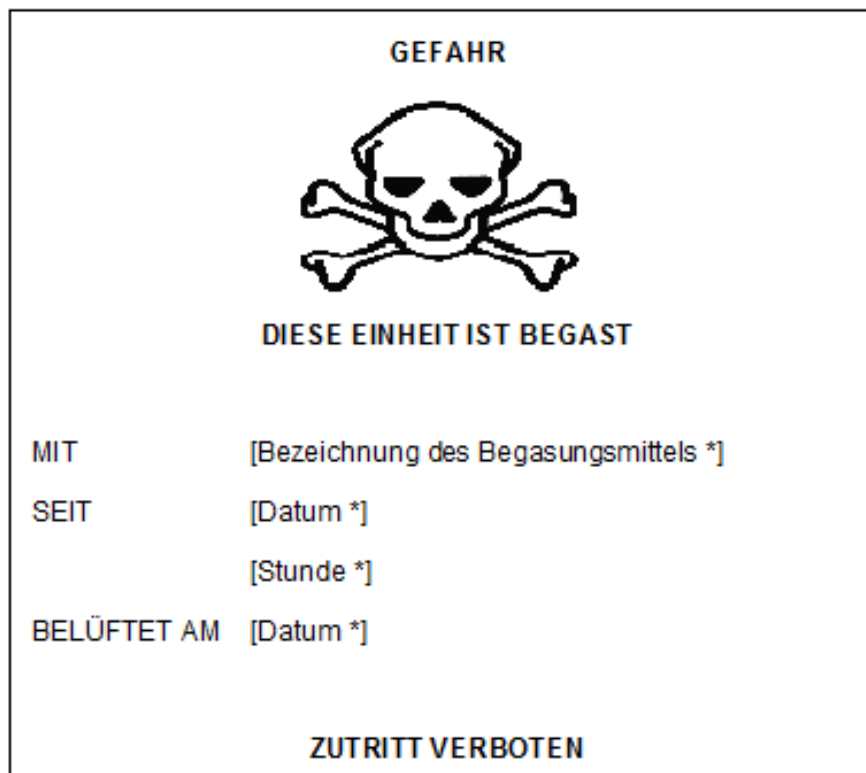 GEFAHR
DIESE EINHEIT IST BEGAST
MIT [Bezeichnung des Begasungsmittels *]
SEIT [Datum *]
[Stunde *]
BELÜFTET AM [Datum *]
ZUTRITT VERBOTEN